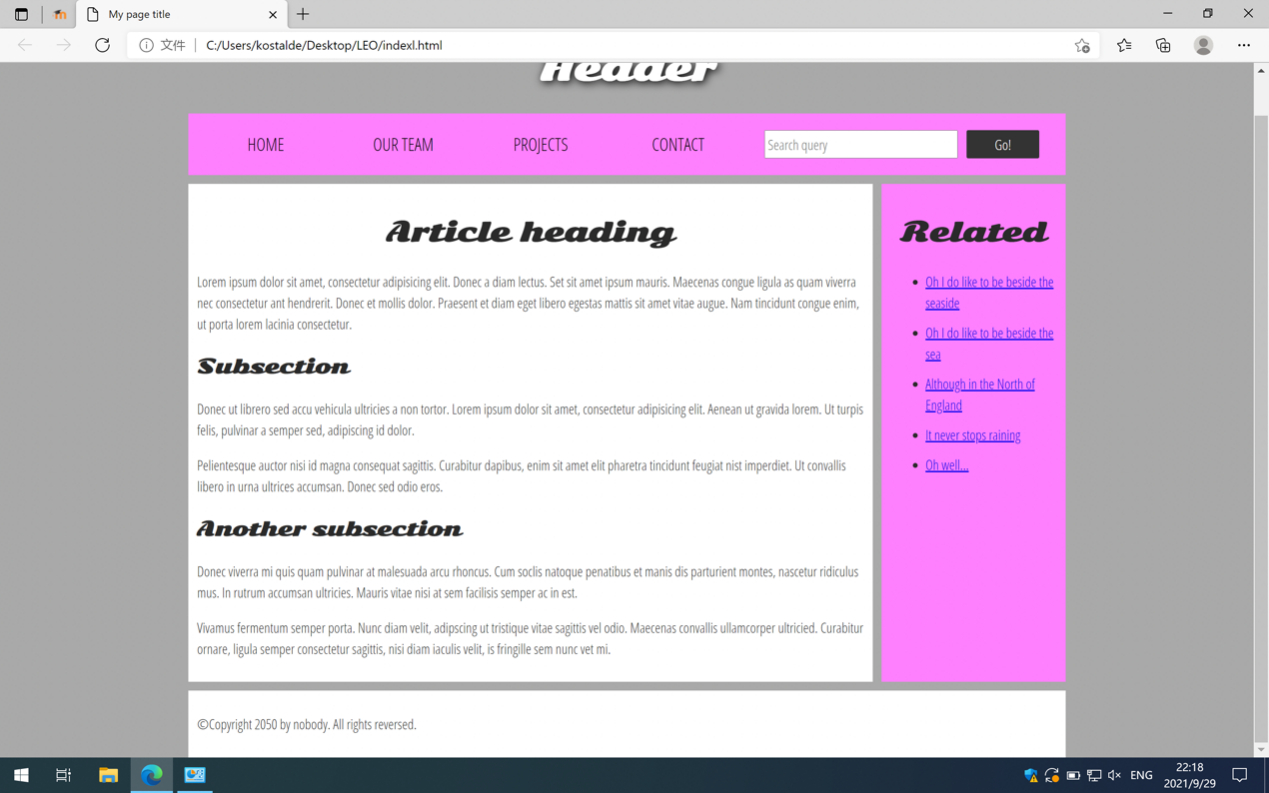 My page title
文件
C:/Users/kostalde/Desktop/LEO/indexl.html
Header
HOME
OUR TEAM
PROJECTS
CONTACT
Search query
Go!
Article heading
Lorem ipsum dolor sit amet, consectetur adipisicing elit. Donec a diam lectus. Set sit amet ipsum mauris. Maecenas congue ligula as quam viverra
nec consectetur ant hendrerit. Donec et mollis dolor. Praesent et diam eget libero egestas mattis sit amet vitae augue. Nam tincidunt congue enim,
ut porta lorem lacinia consectetur.
Subsection
Donec ut librero sed accu vehicula ultricies a non tortor. Lorem ipsum dolor sit amet, consectetur adipisicing elit. Aenean ut gravida lorem. Ut turpis
felis, pulvinar a semper sed, adipiscing id dolor.
Pelientesque auctor nisi id magna consequat sagittis. Curabitur dapibus, enim sit amet elit pharetra tincidunt feugiat nist imperdiet. Ut convallis
libero in urna ultrices accumsan. Donec sed odio eros.
Another subsection
Donec viverra mi quis quam pulvinar at malesuada arcu rhoncus. Cum soclis natoque penatibus et manis dis parturient montes, nascetur ridiculus
mus. In rutrum accumsan ultricies. Mauris vitae nisi at sem facilisis semper ac in est.
Vivamus fermentum semper porta. Nunc diam velit, adipscing ut tristique vitae sagittis vel odio. Maecenas convallis ullamcorper ultricied. Curabitur
ornare, ligula semper consectetur sagittis, nisi diam iaculis velit, is fringille sem nunc vet mi.
Related
Oh I do like to be beside the
seaside
Oh I do like to be beside the
sea
Although in the North of
England
It never stops raining
Oh well...
©Copyright 2050 by nobody. All rights reversed.
ENG
22:18
2021/9/29